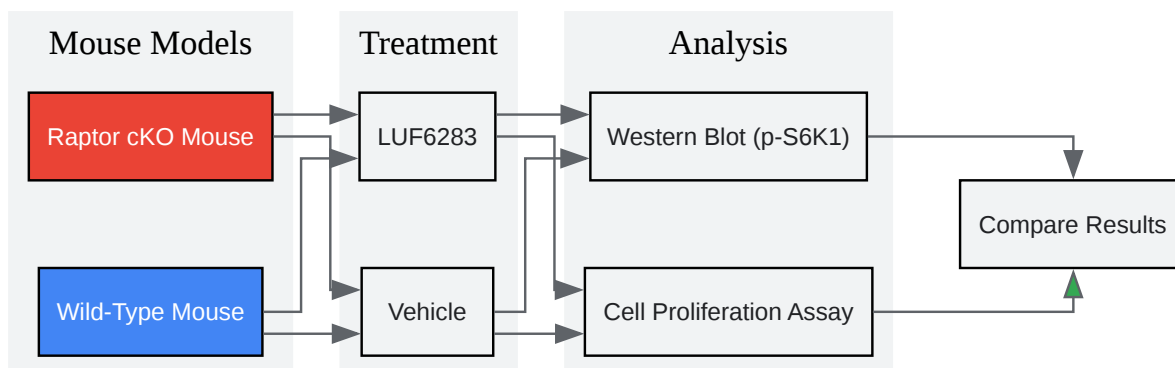 Mouse Models
Treatment
Analysis
Raptor cKO Mouse
LUF6283
Western Blot (p-S6K1)
Compare Results
Wild-Type Mouse
Vehicle
Cell Proliferation Assay